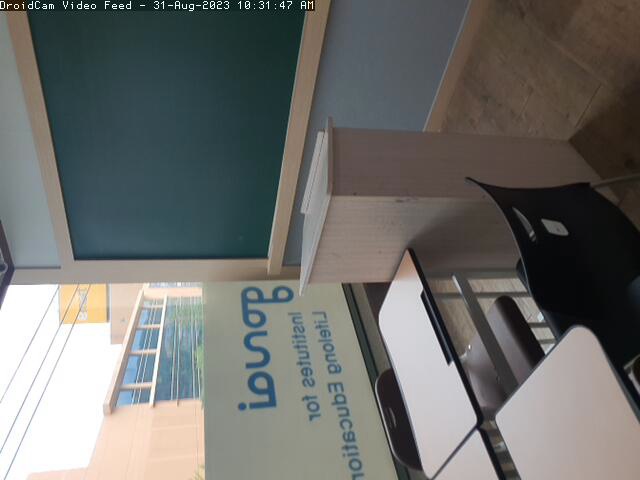 DroidCam Video Feed - 31-Aug-2023 10:31:47 AM
Institutes for
Lifelong Education